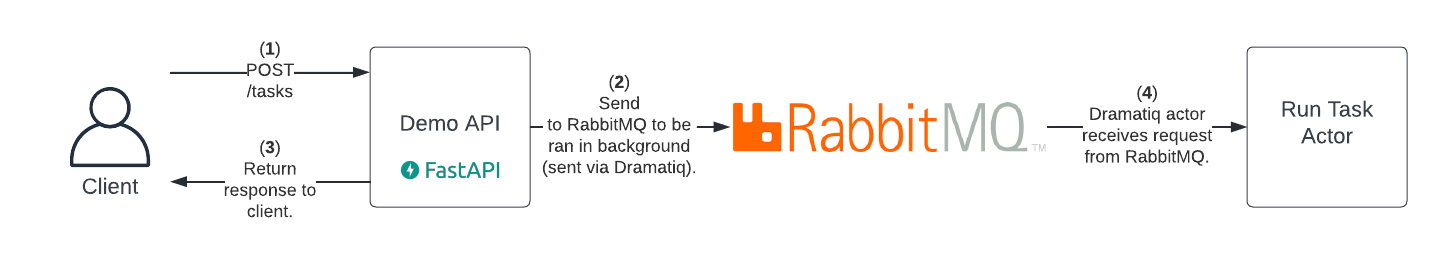 (1)
POST
/tasks
Client
(3)
Return
response to
client.
Demo API
FastAPI
(2)
Send
to RabbitMQ to be
ran in background
(sent via Dramatiq).
RabbitMQ™
(4)
Dramatiq actor
receives request
from RabbitMQ.
Run Task
Actor